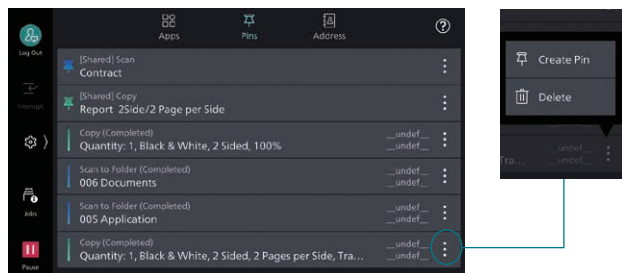 Apps
Pins
Address
?
Log Out
[Shared] Scan
Contract
Interrupt
[Shared] Copy
Report 2Side/2 Page per Side
Copy (Completed)
Quantity: 1, Black & White, 2 Sided, 100%
__undef__
__undef__
Scan to Folder (Completed)
006 Documents
__undef__
__undef__
Jobs
Scan to Folder (Completed)
005 Application
__undef__
__undef__
Pause
Copy (Completed)
Quantity: 1, Black & White, 2 Sided, 2 Pages per Side, Tra...
__undef__
__undef__
Create Pin
Delete
__undef__
Tra...
__undef__